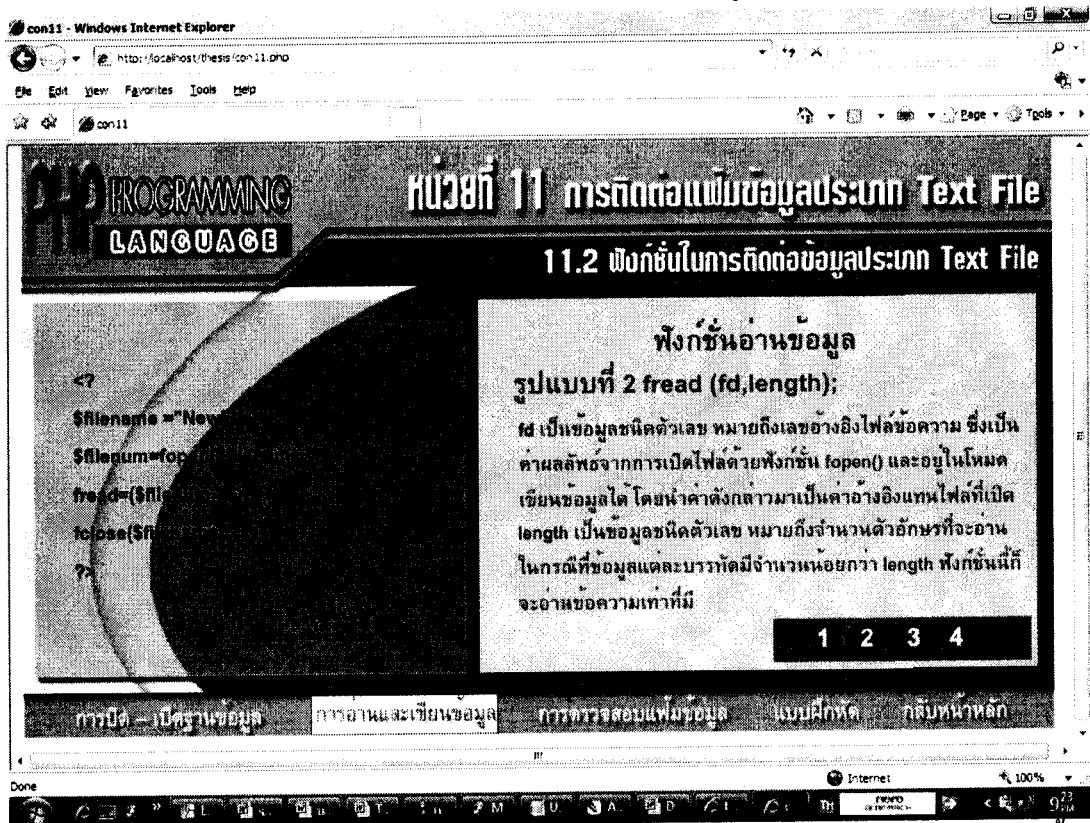 con11 - Windows Internet Explorer
http://localhost/thesis/con11.php
File Edit View Favorites Tools Help
con11
Page Tools
PHP PROGRAMMING
LANGUAGE
หน่วยที่ 11 การติดต่อแฟ้มข้อมูลประเภท Text File
11.2 ฟังก์ชั่นในการติดต่อข้อมูลประเภท Text File
<?
$filename ="New
$filenum=fop
fread=($file
fclose($fi
?>
ฟังก์ชั่นอ่านข้อมูล
รูปแบบที่ 2 fread (fd,length);
fd เป็นข้อมูลชนิดตัวเลข หมายถึงเลขอ้างอิงไฟล์ข้อความ ซึ่งเป็น
ค่าผลลัพธ์จากการเปิดไฟล์ด้วยฟังก์ชั่น fopen() และอยู่ในโหมด
เขียนข้อมูลได้ โดยนำค่าดังกล่าวมาเป็นค่าอ้างอิงแทนไฟล์ที่เปิด
length เป็นข้อมูลชนิดตัวเลข หมายถึงจำนวนตัวอักษรที่จะอ่าน
ในกรณีที่ข้อมูลแต่ละบรรทัดมีจำนวนน้อยกว่า length ฟังก์ชั่นนี้ก็
จะอ่านข้อความเท่าที่มี
1 2 3 4
การปิด – เปิดฐานข้อมูล การอ่านและเขียนข้อมูล การตรวจสอบแฟ้มข้อมูล แบบฝึกหัด กลับหน้าหลัก
Done Internet 100%
TH